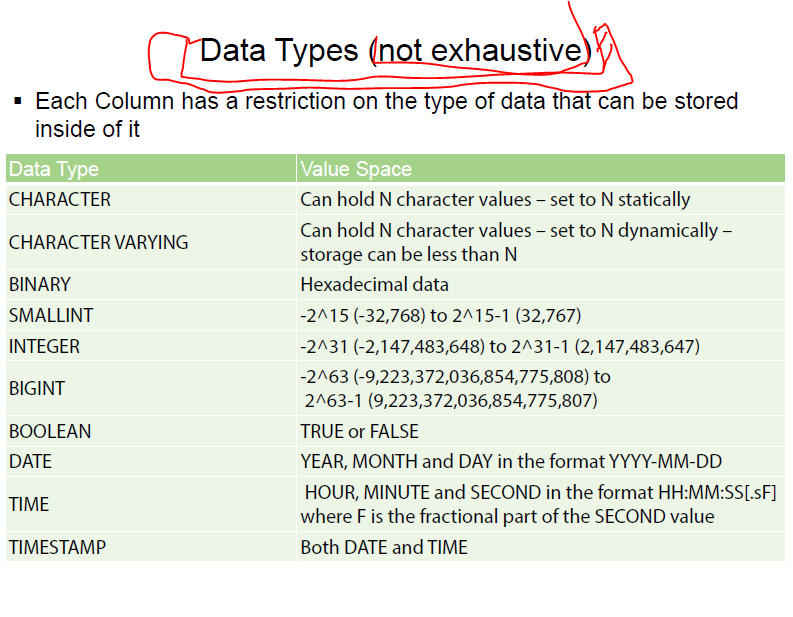 Data Types (not exhaustive)
▪ Each Column has a restriction on the type of data that can be stored
inside of it
Data Type Value Space
CHARACTER Can hold N character values – set to N statically
CHARACTER VARYING Can hold N character values – set to N dynamically –
storage can be less than N
BINARY Hexadecimal data
SMALLINT -2^15 (-32,768) to 2^15-1 (32,767)
INTEGER -2^31 (-2,147,483,648) to 2^31-1 (2,147,483,647)
BIGINT -2^63 (-9,223,372,036,854,775,808) to
2^63-1 (9,223,372,036,854,775,807)
BOOLEAN TRUE or FALSE
DATE YEAR, MONTH and DAY in the format YYYY-MM-DD
TIME HOUR, MINUTE and SECOND in the format HH:MM:SS[.sF]
where F is the fractional part of the SECOND value
TIMESTAMP Both DATE and TIME